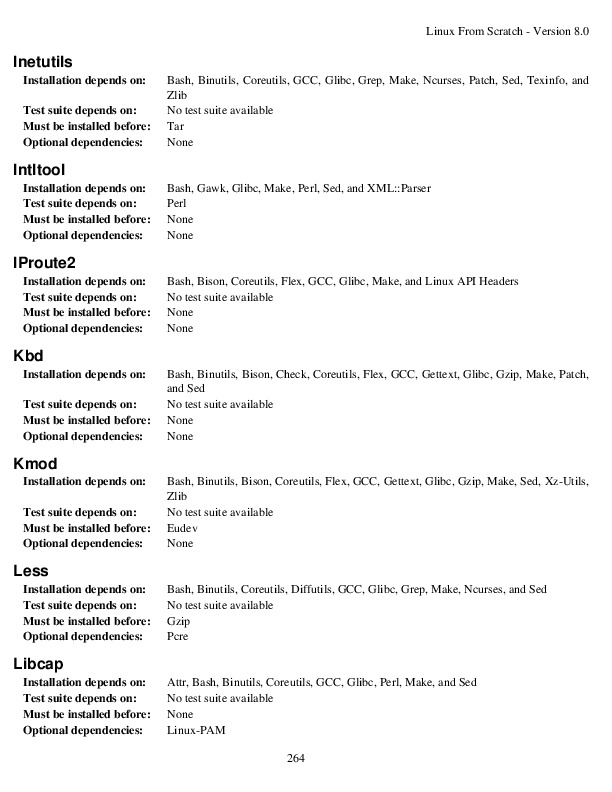 Linux From Scratch - Version 8.0
Inetutils
Installation depends on: Bash, Binutils, Coreutils, GCC, Glibc, Grep, Make, Ncurses, Patch, Sed, Texinfo, and
Zlib
Test suite depends on: No test suite available
Must be installed before: Tar
Optional dependencies: None
Intltool
Installation depends on: Bash, Gawk, Glibc, Make, Perl, Sed, and XML::Parser
Test suite depends on: Perl
Must be installed before: None
Optional dependencies: None
IProute2
Installation depends on: Bash, Bison, Coreutils, Flex, GCC, Glibc, Make, and Linux API Headers
Test suite depends on: No test suite available
Must be installed before: None
Optional dependencies: None
Kbd
Installation depends on: Bash, Binutils, Bison, Check, Coreutils, Flex, GCC, Gettext, Glibc, Gzip, Make, Patch,
and Sed
Test suite depends on: No test suite available
Must be installed before: None
Optional dependencies: None
Kmod
Installation depends on: Bash, Binutils, Bison, Coreutils, Flex, GCC, Gettext, Glibc, Gzip, Make, Sed, Xz-Utils,
Zlib
Test suite depends on: No test suite available
Must be installed before: Eudev
Optional dependencies: None
Less
Installation depends on: Bash, Binutils, Coreutils, Diffutils, GCC, Glibc, Grep, Make, Ncurses, and Sed
Test suite depends on: No test suite available
Must be installed before: Gzip
Optional dependencies: Pcre
Libcap
Installation depends on: Attr, Bash, Binutils, Coreutils, GCC, Glibc, Perl, Make, and Sed
Test suite depends on: No test suite available
Must be installed before: None
Optional dependencies: Linux-PAM
264